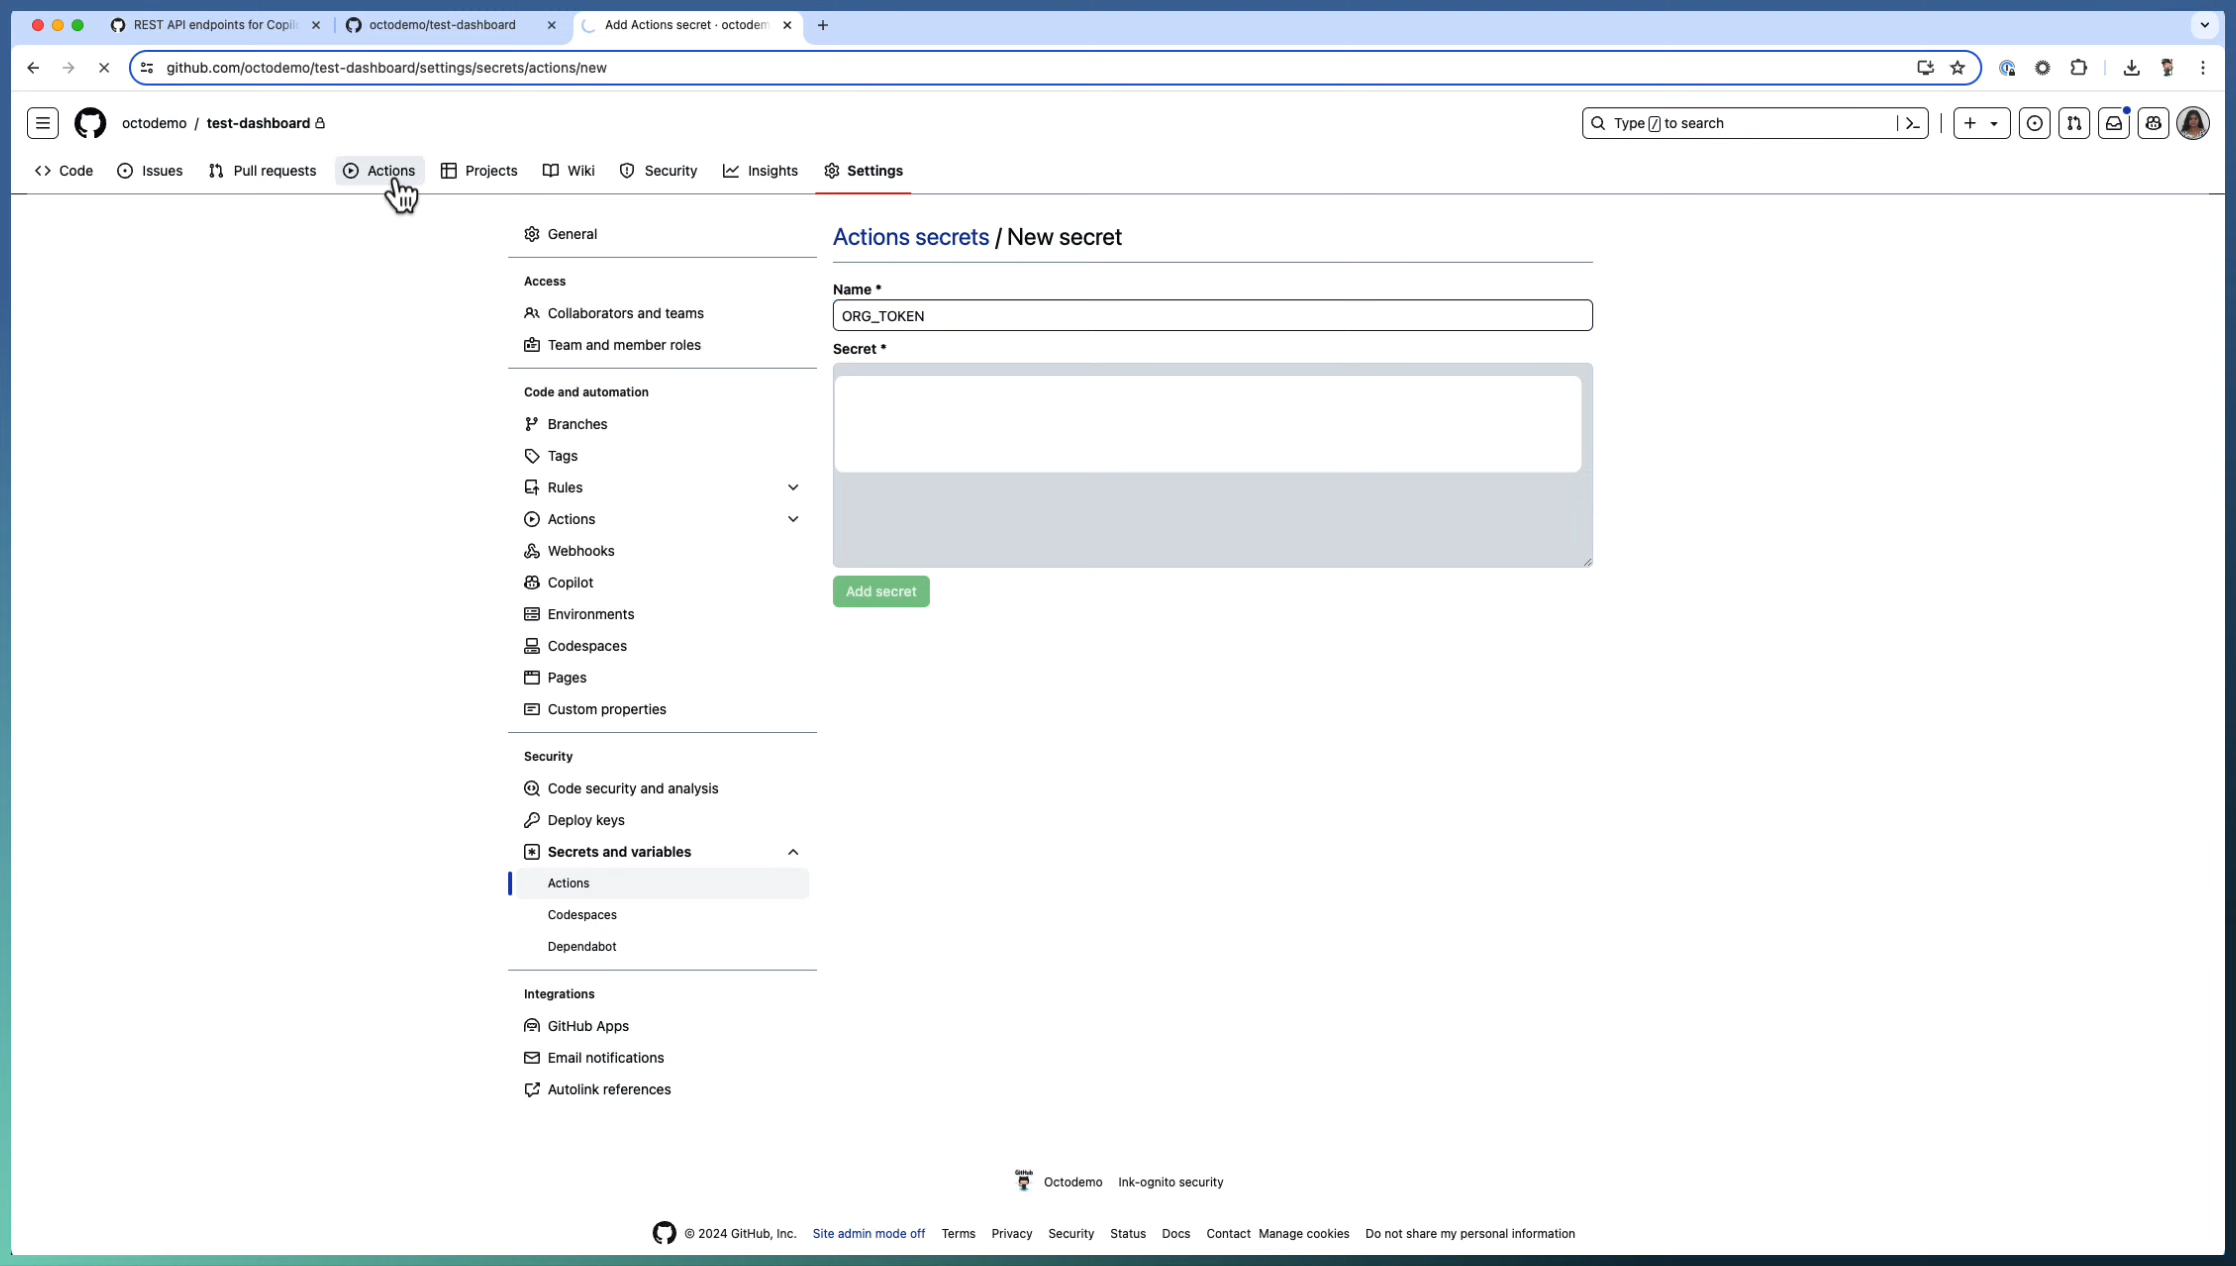 REST API endpoints for Copil
octodemo/test-dashboard
Add Actions secret · octodem
github.com/octodemo/test-dashboard/settings/secrets/actions/new
octodemo / test-dashboard
Type / to search
Code
Issues
Pull requests
Actions
Projects
Wiki
Security
Insights
Settings
General
Access
Collaborators and teams
Team and member roles
Code and automation
Branches
Tags
Rules
Actions
Webhooks
Copilot
Environments
Codespaces
Pages
Custom properties
Security
Code security and analysis
Deploy keys
Secrets and variables
Actions
Codespaces
Dependabot
Integrations
GitHub Apps
Email notifications
Autolink references
Actions secrets / New secret
Name *
ORG_TOKEN
Secret *
Add secret
GitHub
Octodemo
Ink-ognito security
© 2024 GitHub, Inc.
Site admin mode off
Terms
Privacy
Security
Status
Docs
Contact
Manage cookies
Do not share my personal information